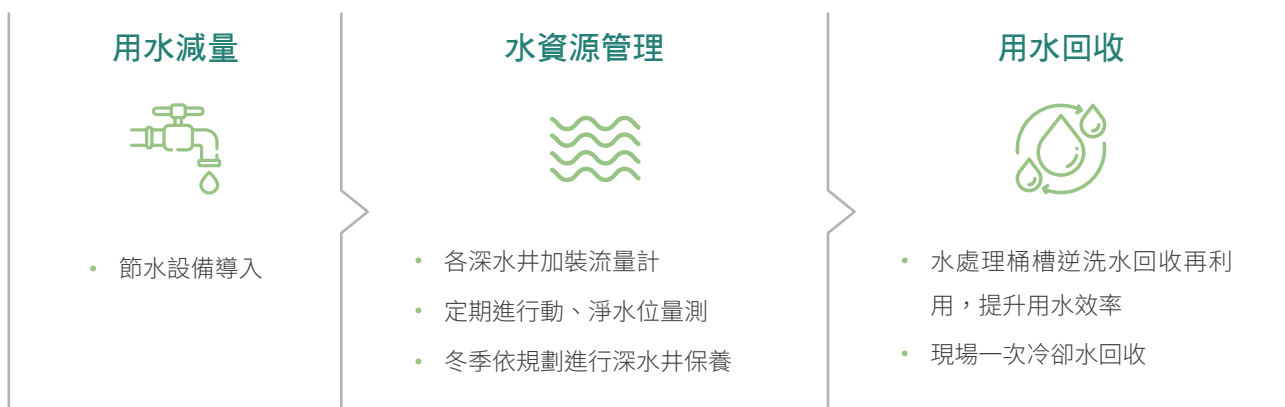 用水減量
節水設備導入
水資源管理
各深水井加裝流量計
定期進行動、淨水位量測
冬季依規劃進行深水井保養
用水回收
水處理桶槽逆洗水回收再利
用，提升用水效率
現場一次冷卻水回收